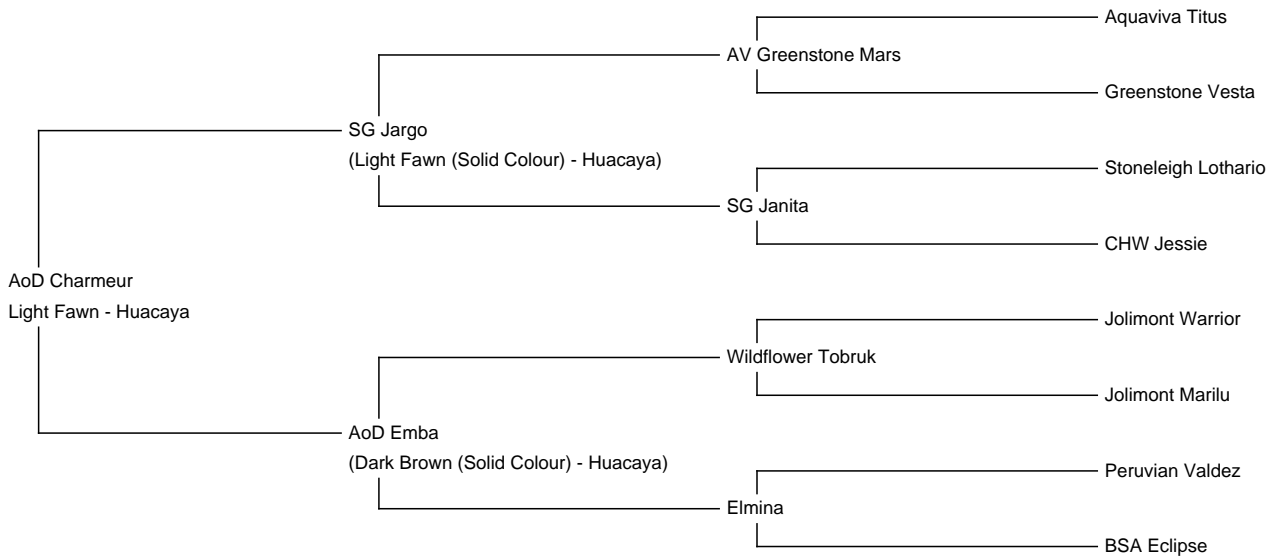 Aquaviva Titus
AV Greenstone Mars
Greenstone Vesta
SG Jargo
(Light Fawn (Solid Colour) - Huacaya)
Stoneleigh Lothario
SG Janita
CHW Jessie
AoD Charmeur
Light Fawn - Huacaya
Jolimont Warrior
Wildflower Tobruk
Jolimont Marilu
AoD Emba
(Dark Brown (Solid Colour) - Huacaya)
Peruvian Valdez
Elmina
BSA Eclipse